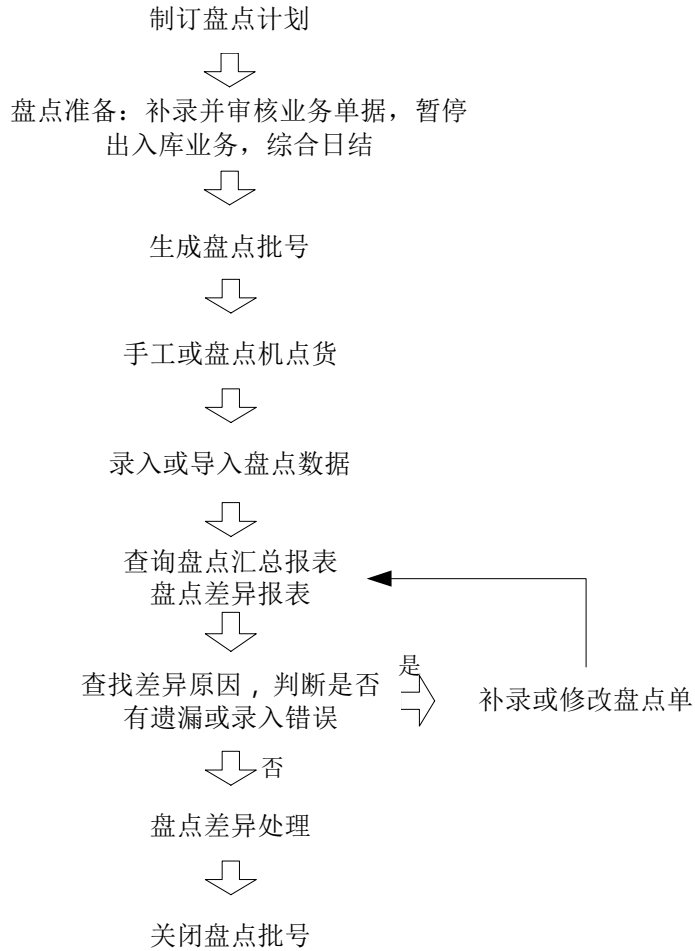 制订盘点计划
盘点准备：补录并审核业务单据，暂停
出入库业务，综合日结
生成盘点批号
手工或盘点机点货
录入或导入盘点数据
查询盘点汇总报表
盘点差异报表
查找差异原因，判断是否
有遗漏或录入错误
是
补录或修改盘点单
否
盘点差异处理
关闭盘点批号